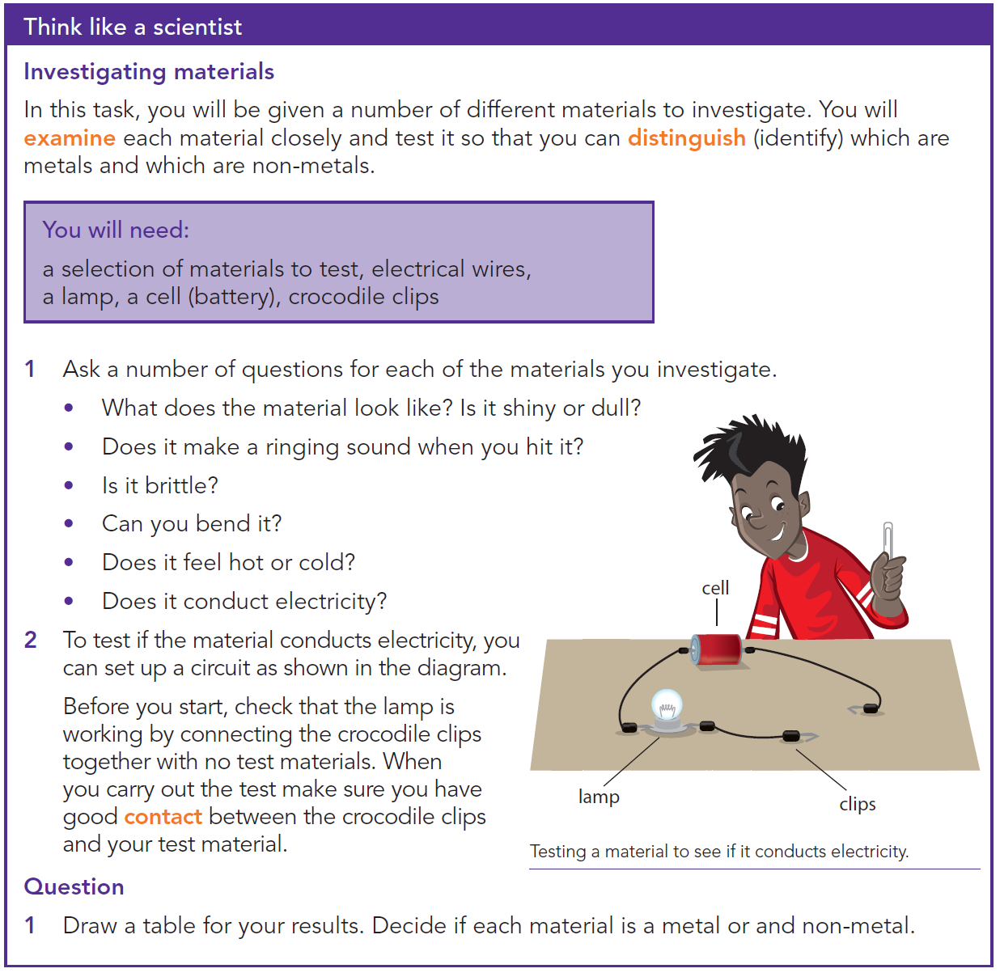 Think like a scientist
Investigating materials
In this task, you will be given a number of different materials to investigate. You will
examine each material closely and test it so that you can distinguish (identify) which are
metals and which are non-metals.
You will need:
a selection of materials to test, electrical wires,
a lamp, a cell (battery), crocodile clips
1 Ask a number of questions for each of the materials you investigate.
• What does the material look like? Is it shiny or dull?
• Does it make a ringing sound when you hit it?
• Is it brittle?
• Can you bend it?
• Does it feel hot or cold?
• Does it conduct electricity?
2 To test if the material conducts electricity, you
can set up a circuit as shown in the diagram.
Before you start, check that the lamp is
working by connecting the crocodile clips
together with no test materials. When
you carry out the test make sure you have
good contact between the crocodile clips
and your test material.
cell
lamp
clips
Testing a material to see if it conducts electricity.
Question
1 Draw a table for your results. Decide if each material is a metal or and non-metal.